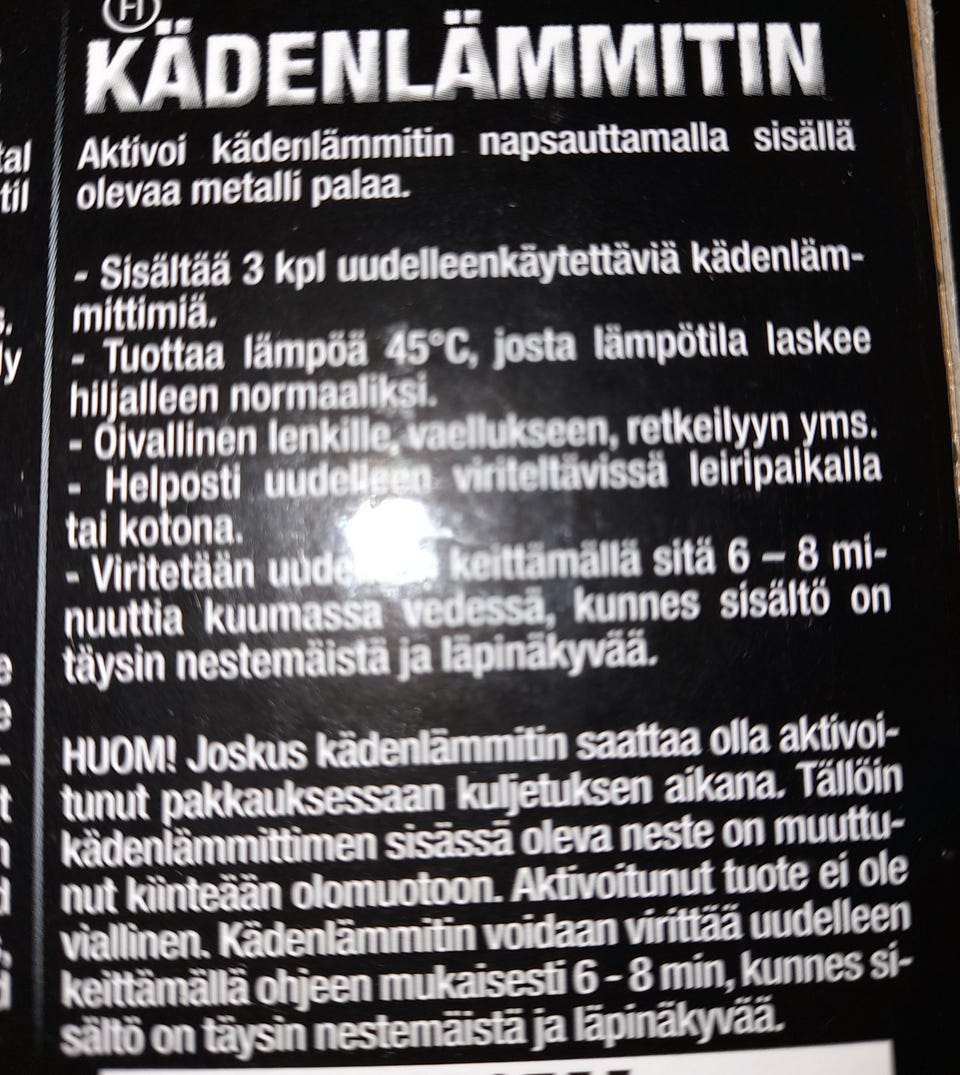 FI
KÄDENLÄMMITIN
tal
til
Aktivoi kädenlämmitin napsauttamalla sisällä
olevaa metalli palaa.
- Sisältää 3 kpl uudelleenkäytettäviä kädenläm-
mittimiä.
- Tuottaa lämpöä 45°C, josta lämpötila laskee
hiljalleen normaaliksi.
- Oivallinen lenkille, vaellukseen, retkeilyyn yms.
- Helposti uudelleen viriteltävissä leiripaikalla
tai kotona.
- Viritetään keittämällä sitä 6 – 8 mi-
nuuttia kuumassa vedessä, kunnes sisältö on
täysin nestemäistä ja läpinäkyvää.
HUOM! Joskus kädenlämmitin saattaa olla aktivoi-
tunut pakkauksessaan kuljetuksen aikana. Tällöin
kädenlämmittimen sisässä oleva neste on muuttu-
nut kiinteään olomuotoon. Aktivoitunut tuote ei ole
viallinen. Kädenlämmitin voidaan virittää uudelleen
keittämällä ohjeen mukaisesti 6 - 8 min, kunnes si-
sältö on täysin nestemäistä ja läpinäkyvää.